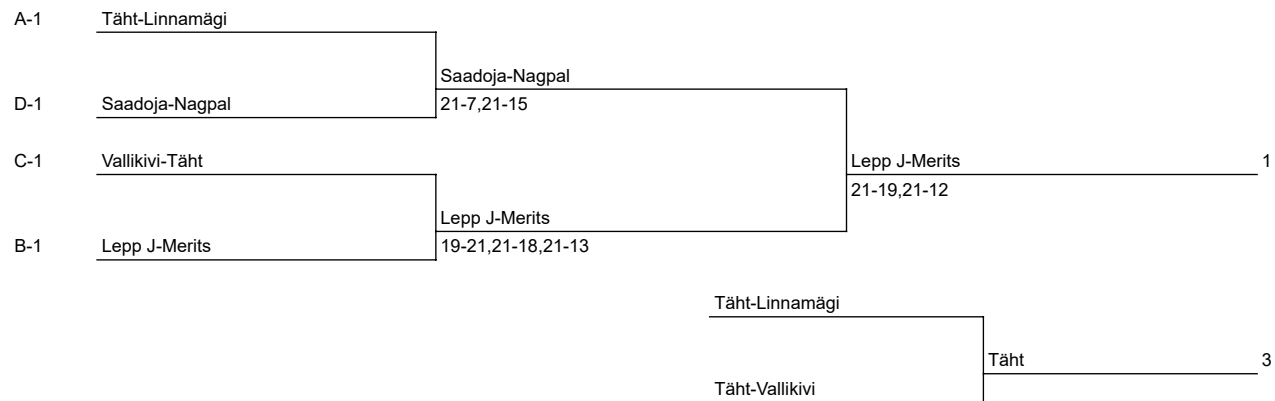 A-1 Täht-Linnamägi
Saadoja-Nagpal
D-1 Saadoja-Nagpal 21-7,21-15
C-1 Vallikivi-Täht Lepp J-Merits 1
21-19,21-12
Lepp J-Merits
B-1 Lepp J-Merits 19-21,21-18,21-13
Täht-Linnamägi
Täht 3
Täht-Vallikivi